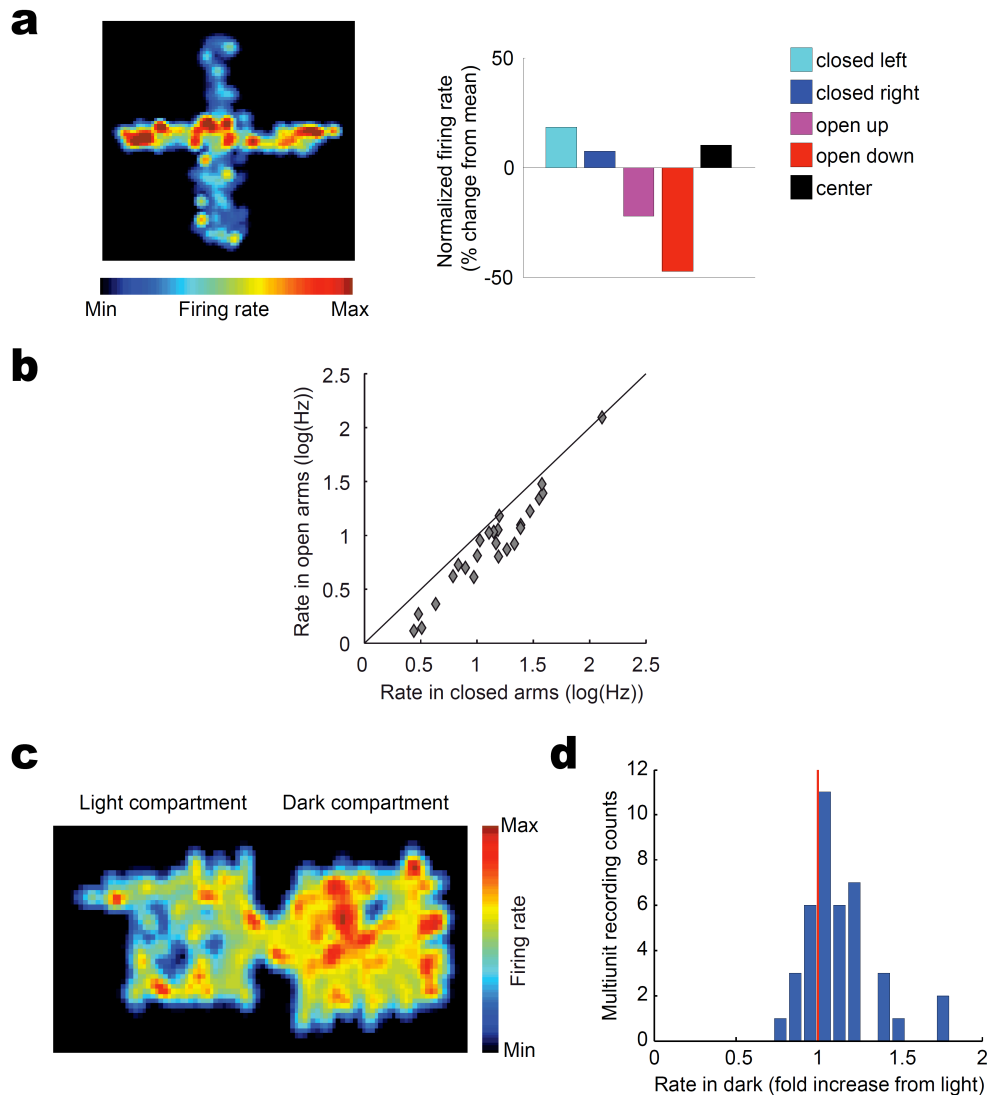 a
Min
Firing rate
Max
Normalized firing rate
(% change from mean)
50
0
-50
closed left
closed right
open up
open down
center
b
Rate in open arms (log(Hz))
2.5
2
1.5
1
0.5
0
0 0.5 1 1.5 2 2.5
Rate in closed arms (log(Hz))
c
Light compartment
Dark compartment
Max
Firing rate
Min
d
Multiunit recording counts
12
10
8
6
4
2
0
0 0.5 1 1.5 2
Rate in dark (fold increase from light)